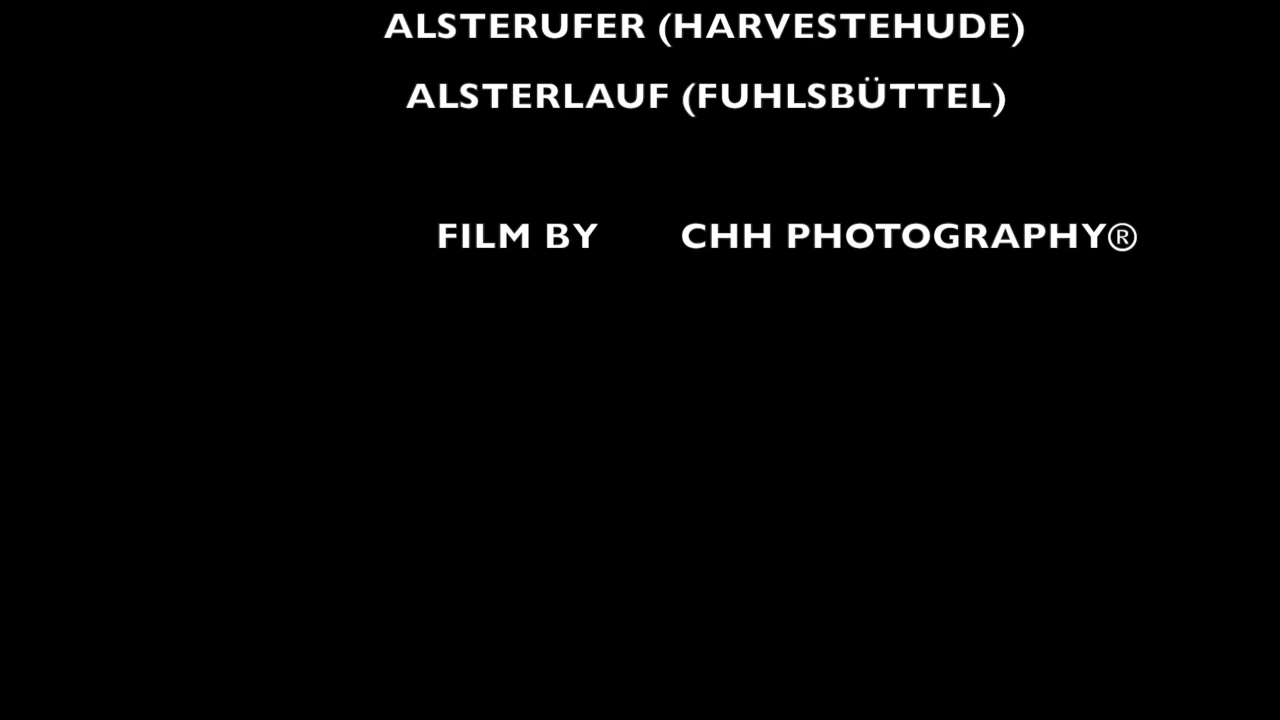 ALSTERUFER (HARVESTEHUDE)
ALSTERLAUF (FUHLSBÜTTEL)
FILM BY CHH PHOTOGRAPHY®